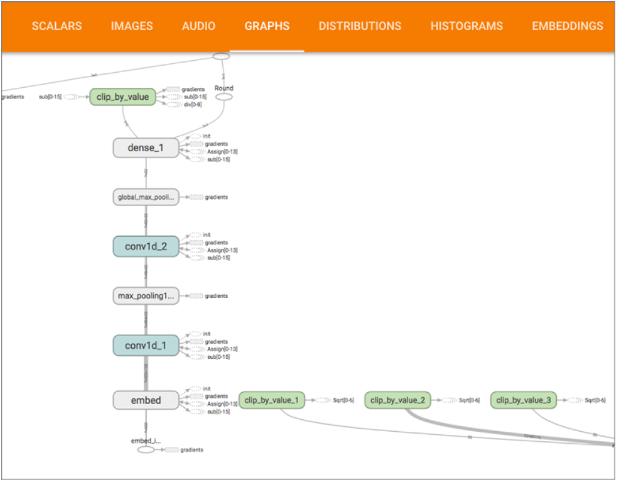 SCALARS IMAGES AUDIO GRAPHS DISTRIBUTIONS HISTOGRAMS EMBEDDINGS
gradients
sub[0-15]
clip_by_value
gradients
sub[0-15]
div[0-8]
Round
dense_1
init
gradients
Assign[0-13]
sub[0-15]
global_max_pooli...
gradients
conv1d_2
init
gradients
Assign[0-13]
sub[0-15]
max_pooling1...
gradients
conv1d_1
init
gradients
Assign[0-13]
sub[0-15]
embed
init
gradients
Assign[0-13]
sub[0-15]
clip_by_value_1
Sqrt[0-6]
clip_by_value_2
Sqrt[0-6]
clip_by_value_3
Sqrt[0-6]
embed_i...
gradients